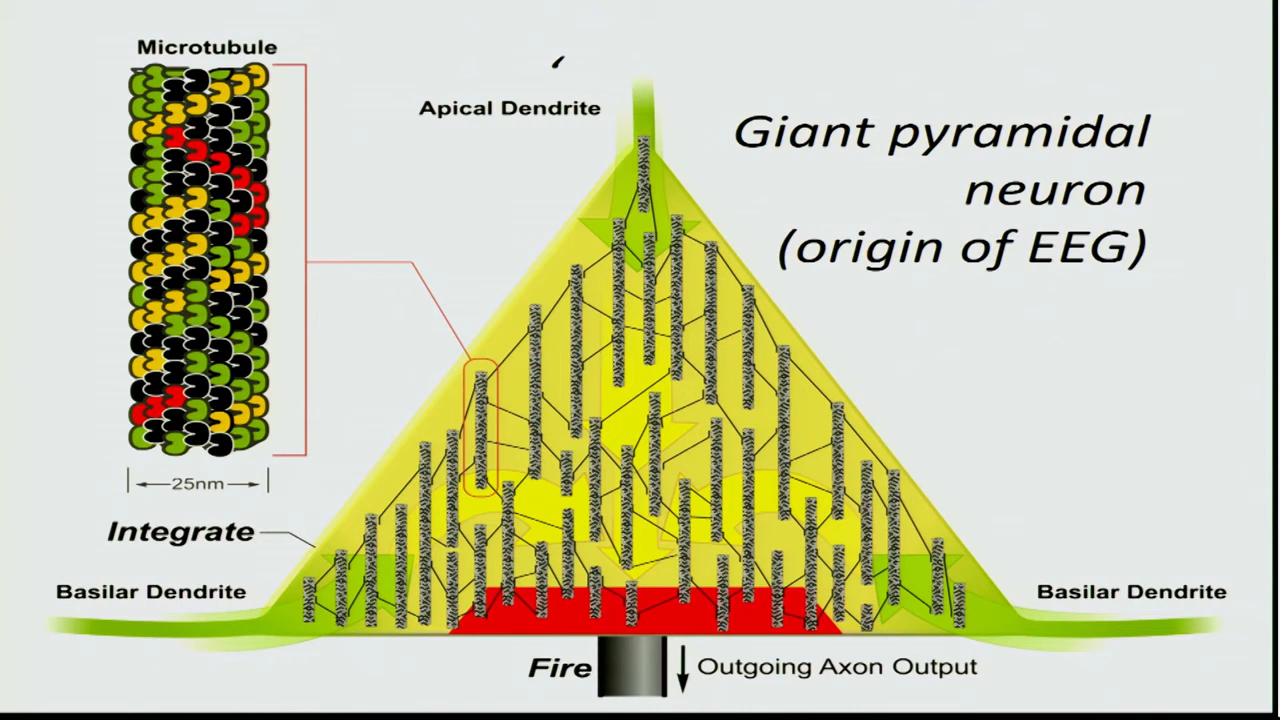 Microtubule
Apical Dendrite
Giant pyramidal
neuron
(origin of EEG)
25nm
Integrate
Basilar Dendrite
Basilar Dendrite
Fire
Outgoing Axon Output